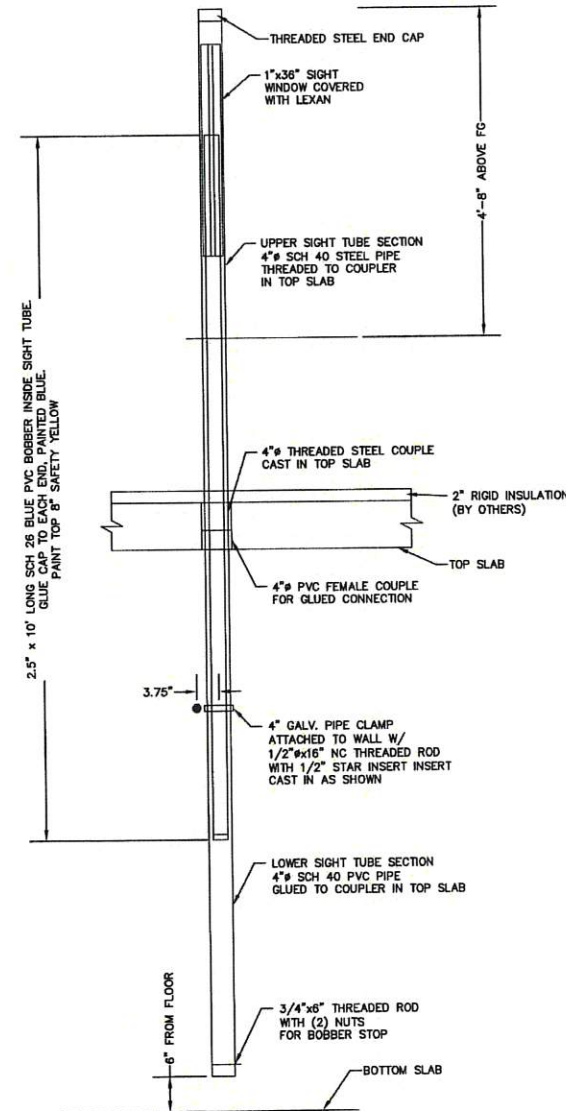 THREADED STEEL END CAP
1"x36" SIGHT
WINDOW COVERED
WITH LEXAN
4'-8" ABOVE FG
UPPER SIGHT TUBE SECTION
4"ø SCH 40 STEEL PIPE
THREADED TO COUPLER
IN TOP SLAB
2.5" x 10' LONG SCH 26 BLUE PVC BOBBER INSIDE SIGHT TUBE.
GLUE CAP TO EACH END, PAINTED BLUE.
PAINT TOP 8" SAFETY YELLOW
4"ø THREADED STEEL COUPLE
CAST IN TOP SLAB
2" RIGID INSULATION
(BY OTHERS)
TOP SLAB
4"ø PVC FEMALE COUPLE
FOR GLUED CONNECTION
3.75"
4" GALV. PIPE CLAMP
ATTACHED TO WALL W/
1/2"øx16" NC THREADED ROD
WITH 1/2" STAR INSERT INSERT
CAST IN AS SHOWN
LOWER SIGHT TUBE SECTION
4"ø SCH 40 PVC PIPE
GLUED TO COUPLER IN TOP SLAB
6" FROM FLOOR
3/4"x6" THREADED ROD
WITH (2) NUTS
FOR BOBBER STOP
BOTTOM SLAB